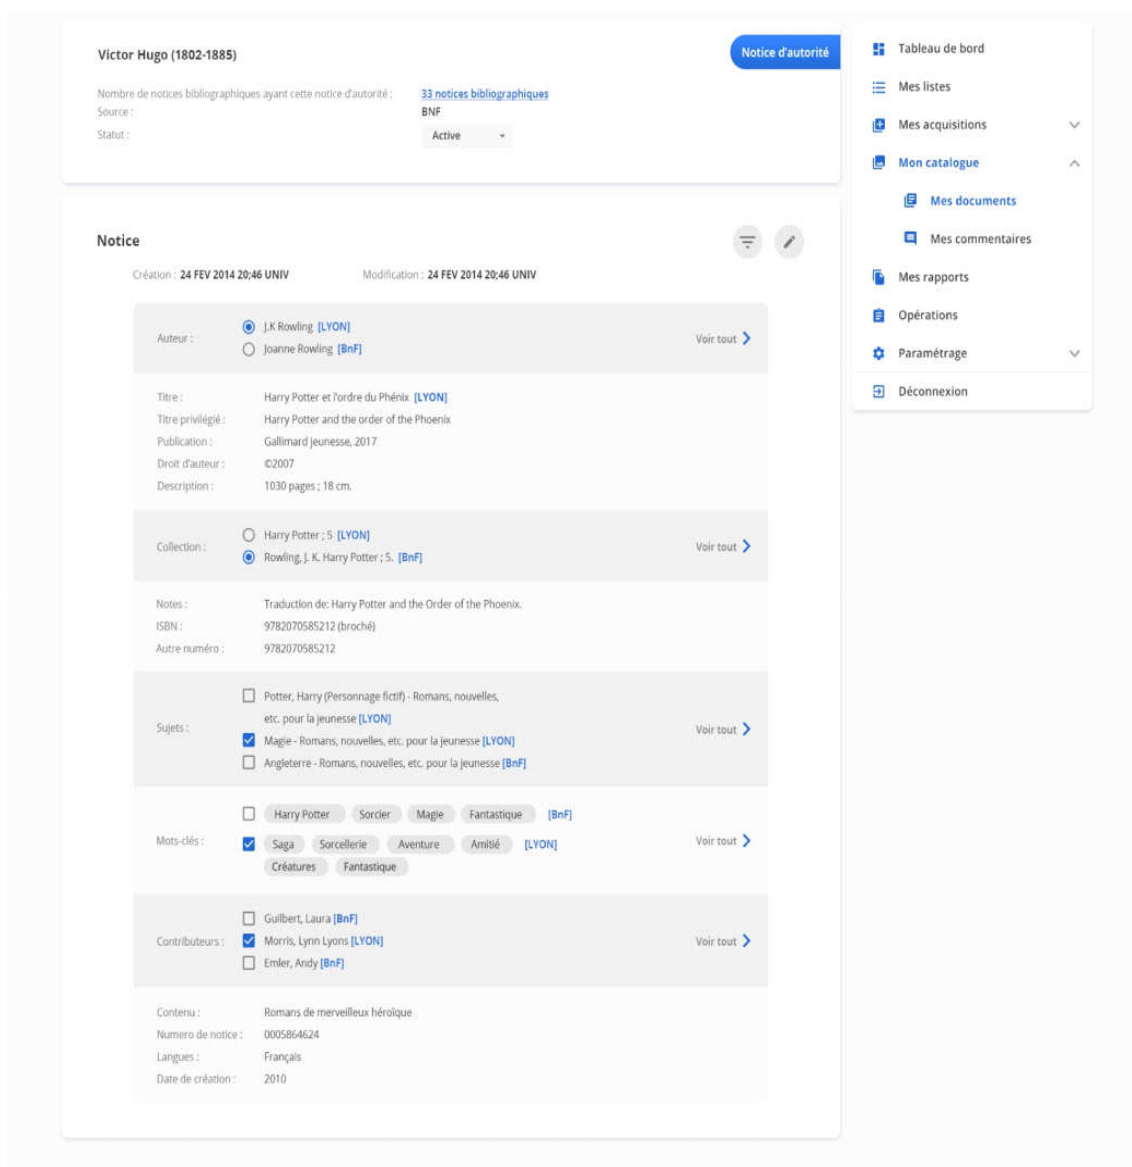 Victor Hugo (1802-1885)
Notice d'autorité
Nombre de notices bibliographiques ayant cette notice d'autorité : 33 notices bibliographiques
Source : BNF
Statut : Active
Notice
Création : 24 FEV 2014 20;46 UNIV Modification : 24 FEV 2014 20;46 UNIV
Auteur :
J.K Rowling [LYON]
Joanne Rowling [BnF]
Voir tout
Titre : Harry Potter et l'ordre du Phénix [LYON]
Titre privilégié : Harry Potter and the order of the Phoenix
Publication : Gallimard jeunesse, 2017
Droit d'auteur : ©2007
Description : 1030 pages ; 18 cm.
Collection :
Harry Potter ; 5 [LYON]
Rowling, J. K. Harry Potter ; 5. [BnF]
Voir tout
Notes : Traduction de: Harry Potter and the Order of the Phoenix.
ISBN : 9782070585212 (broché)
Autre numéro : 9782070585212
Sujets :
Potter, Harry (Personnage fictif) - Romans, nouvelles,
etc. pour la jeunesse [LYON]
Magie - Romans, nouvelles, etc. pour la jeunesse [LYON]
Angleterre - Romans, nouvelles, etc. pour la jeunesse [BnF]
Voir tout
Mots-clés :
Harry Potter Sorcier Magie Fantastique [BnF]
Saga Sorcellerie Aventure Amitié [LYON]
Créatures Fantastique
Voir tout
Contributeurs :
Guilbert, Laura [BnF]
Morris, Lynn Lyons [LYON]
Emler, Andy [BnF]
Voir tout
Contenu : Romans de merveilleux héroïque
Numero de notice : 0005864624
Langues : Français
Date de création : 2010
Tableau de bord
Mes listes
Mes acquisitions
Mon catalogue
Mes documents
Mes commentaires
Mes rapports
Opérations
Paramétrage
Déconnexion